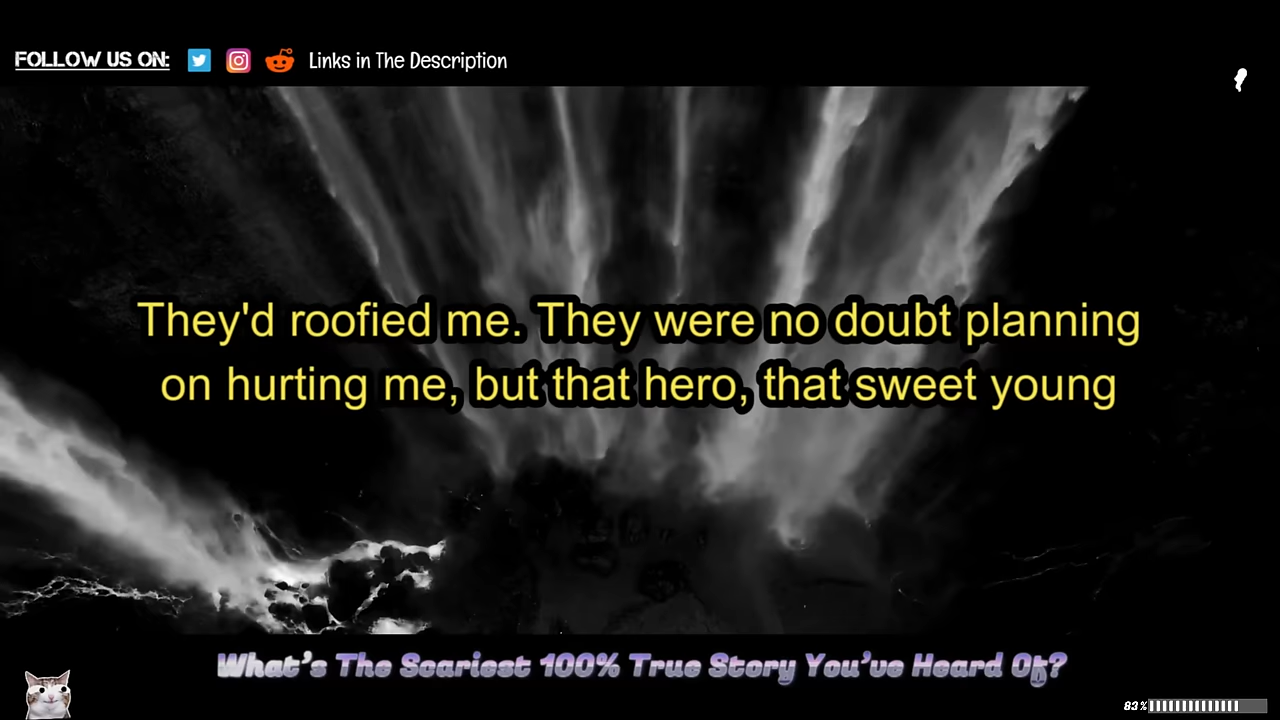 FOLLOW US ON: Links in The Description
They'd roofied me. They were no doubt planning
on hurting me, but that hero, that sweet young
What's The Scariest 100% True Story You've Heard Of?
83%